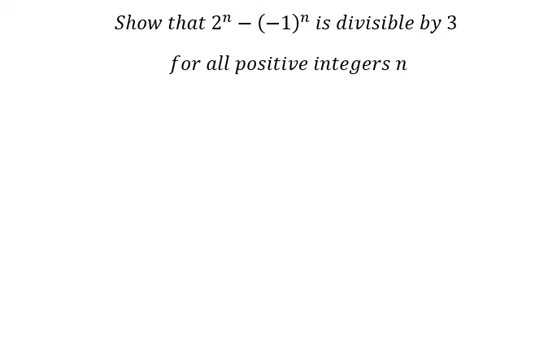 Show that 2ⁿ − (−1)ⁿ is divisible by 3
for all positive integers n